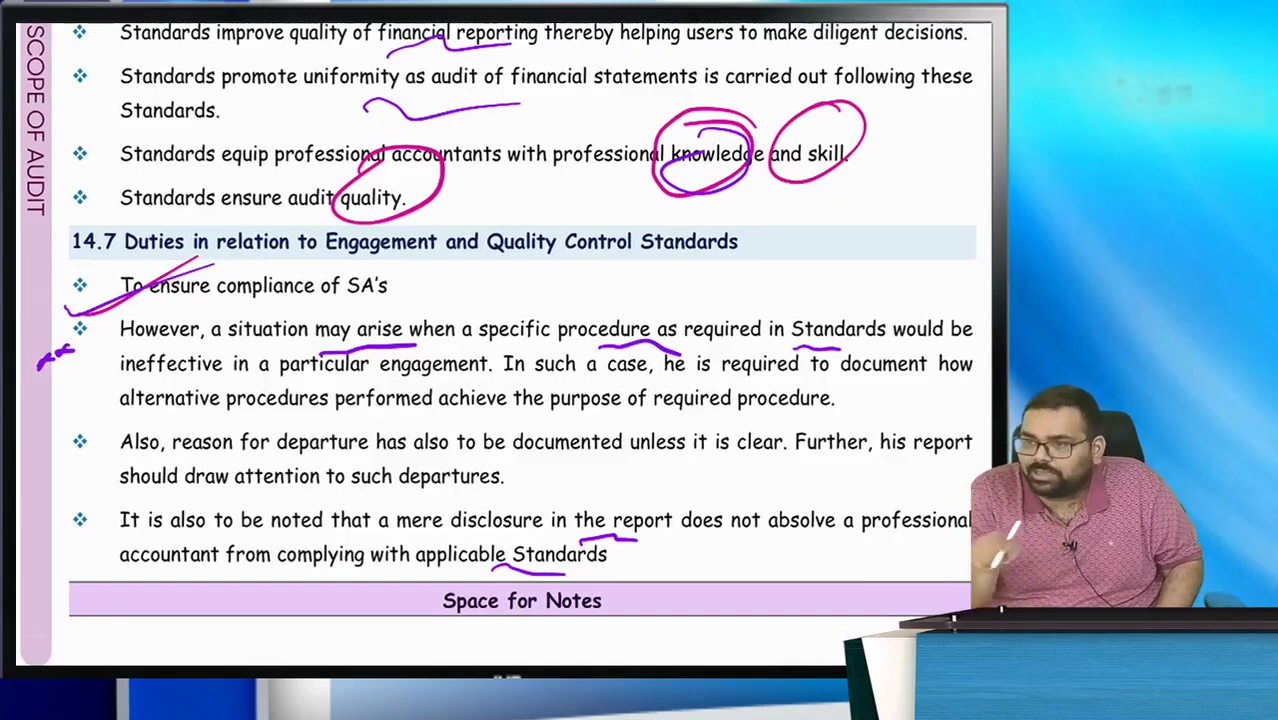 SCOPE OF AUDIT
❖ Standards improve quality of financial reporting thereby helping users to make diligent decisions.
❖ Standards promote uniformity as audit of financial statements is carried out following these
Standards.
❖ Standards equip professional accountants with professional knowledge and skill.
❖ Standards ensure audit quality.
14.7 Duties in relation to Engagement and Quality Control Standards
❖ To ensure compliance of SA's
❖ However, a situation may arise when a specific procedure as required in Standards would be
ineffective in a particular engagement. In such a case, he is required to document how
alternative procedures performed achieve the purpose of required procedure.
❖ Also, reason for departure has also to be documented unless it is clear. Further, his report
should draw attention to such departures.
❖ It is also to be noted that a mere disclosure in the report does not absolve a professional
accountant from complying with applicable Standards
Space for Notes